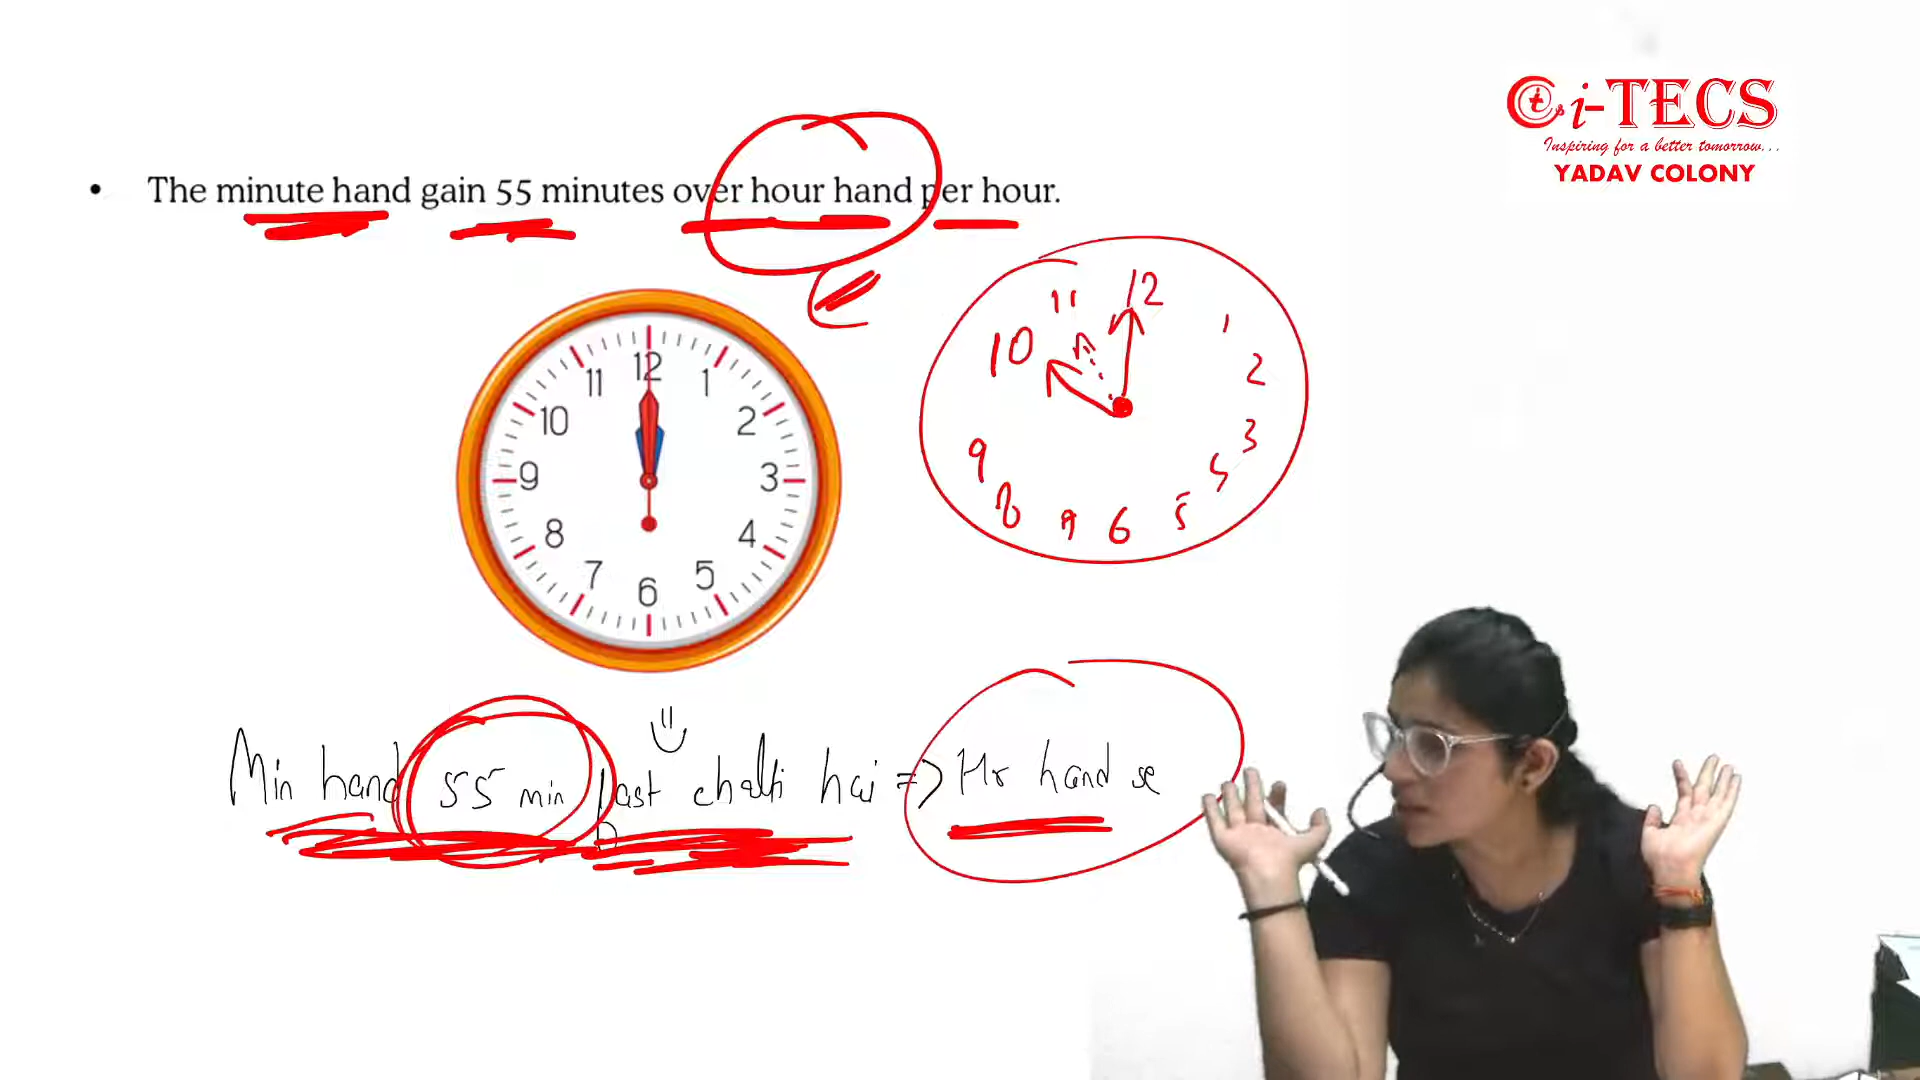 i-TECS
Inspiring for a better tomorrow...
YADAV COLONY
• The minute hand gain 55 minutes over hour hand per hour.
12
11 1
10 2
9 3
8 4
7 5
6
12
11 1
10 2
3
9 5
8 9 6 5
Min hand 55 min fast chalti hai => Hr hand se